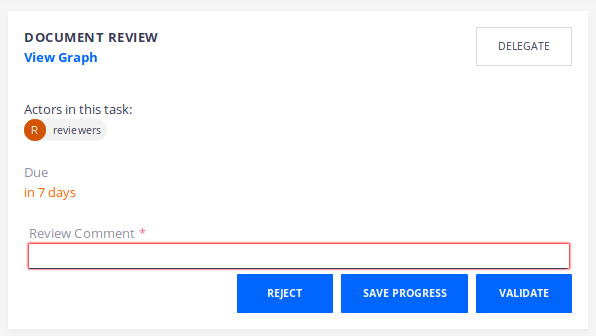 DOCUMENT REVIEW
View Graph
DELEGATE
Actors in this task:
R reviewers
Due
in 7 days
Review Comment *
REJECT SAVE PROGRESS VALIDATE